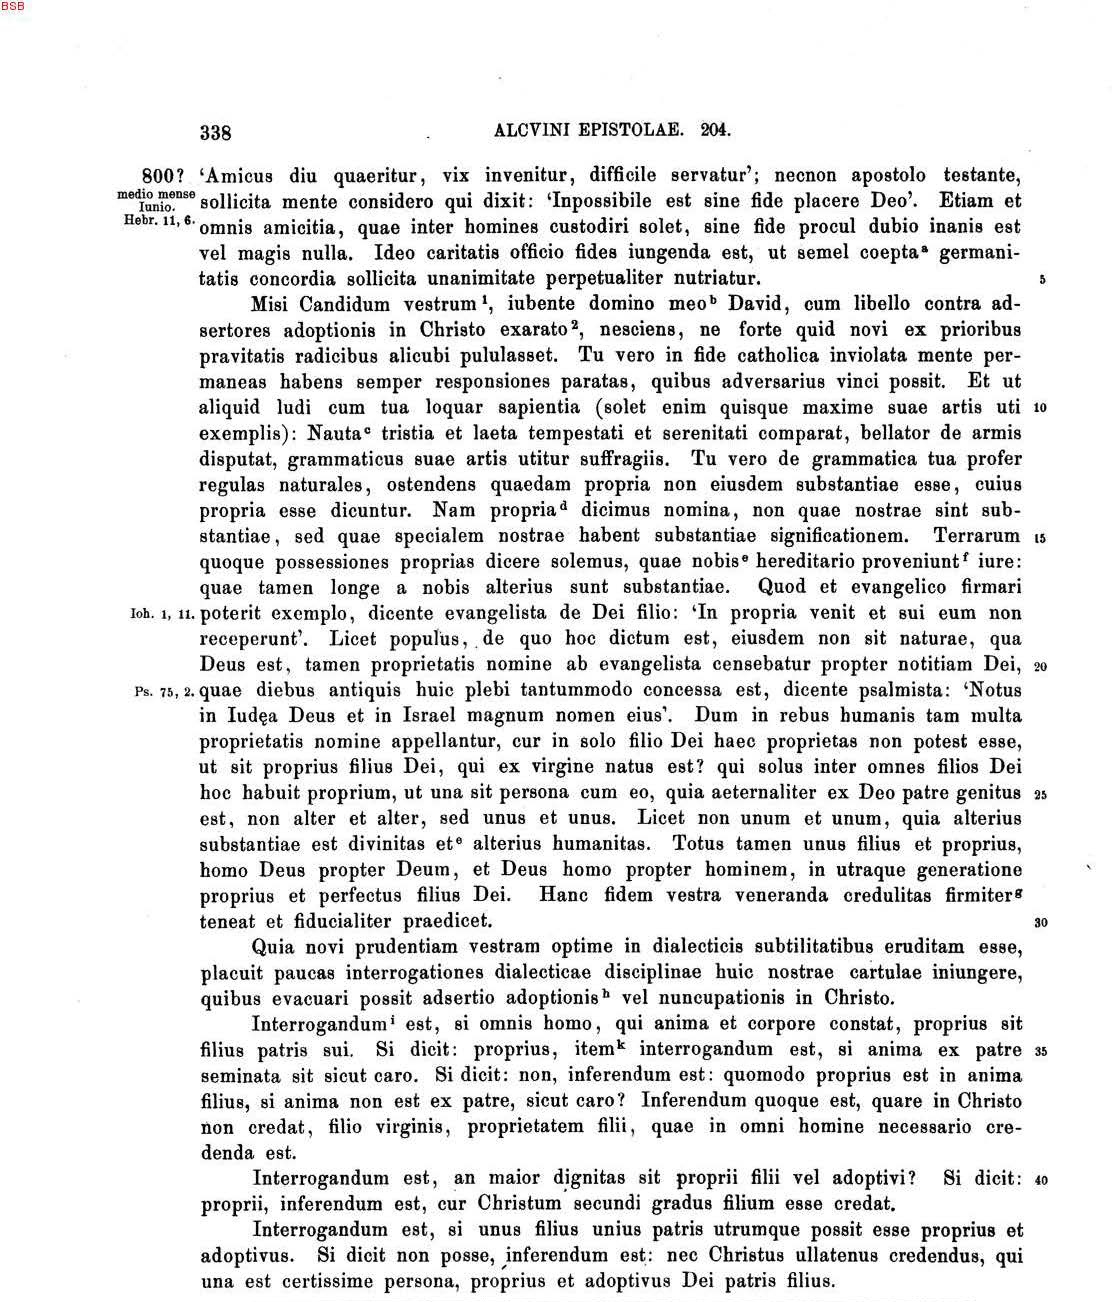 BSB
338 ALCVINI EPISTOLAE. 204.
800? ‘Amicus diu quaeritur, vix invenitur, difficile servatur’; necnon apostolo testante,
medio mense Iunio. sollicita mente considero qui dixit: ‘Inpossibile est sine fide placere Deo’. Etiam et
Hebr. 11, 6. omnis amicitia, quae inter homines custodiri solet, sine fide procul dubio inanis est
vel magis nulla. Ideo caritatis officio fides iungenda est, ut semel coeptaᵃ germani-
tatis concordia sollicita unanimitate perpetualiter nutriatur. 5
Misi Candidum vestrum¹, iubente domino meoᵇ David, cum libello contra ad-
sertores adoptionis in Christo exarato², nesciens, ne forte quid novi ex prioribus
pravitatis radicibus alicubi pululasset. Tu vero in fide catholica inviolata mente per-
maneas habens semper responsiones paratas, quibus adversarius vinci possit. Et ut
aliquid ludi cum tua loquar sapientia (solet enim quisque maxime suae artis uti 10
exemplis): Nautaᶜ tristia et laeta tempestati et serenitati comparat, bellator de armis
disputat, grammaticus suae artis utitur suffragiis. Tu vero de grammatica tua profer
regulas naturales, ostendens quaedam propria non eiusdem substantiae esse, cuius
propria esse dicuntur. Nam propriaᵈ dicimus nomina, non quae nostrae sint sub-
stantiae, sed quae specialem nostrae habent substantiae significationem. Terrarum 15
quoque possessiones proprias dicere solemus, quae nobisᵉ hereditario proveniuntᶠ iure:
quae tamen longe a nobis alterius sunt substantiae. Quod et evangelico firmari
Ioh. 1, 11. poterit exemplo, dicente evangelista de Dei filio: ‘In propria venit et sui eum non
receperunt’. Licet populus, de quo hoc dictum est, eiusdem non sit naturae, qua
Deus est, tamen proprietatis nomine ab evangelista censebatur propter notitiam Dei, 20
Ps. 75, 2. quae diebus antiquis huic plebi tantummodo concessa est, dicente psalmista: ‘Notus
in Iudęa Deus et in Israel magnum nomen eius’. Dum in rebus humanis tam multa
proprietatis nomine appellantur, cur in solo filio Dei haec proprietas non potest esse,
ut sit proprius filius Dei, qui ex virgine natus est? qui solus inter omnes filios Dei
hoc habuit proprium, ut una sit persona cum eo, quia aeternaliter ex Deo patre genitus 25
est, non alter et alter, sed unus et unus. Licet non unum et unum, quia alterius
substantiae est divinitas etᵉ alterius humanitas. Totus tamen unus filius et proprius,
homo Deus propter Deum, et Deus homo propter hominem, in utraque generatione
proprius et perfectus filius Dei. Hanc fidem vestra veneranda credulitas firmiterᵍ
teneat et fiducialiter praedicet. 30
Quia novi prudentiam vestram optime in dialecticis subtilitatibus eruditam esse,
placuit paucas interrogationes dialecticae disciplinae huic nostrae cartulae iniungere,
quibus evacuari possit adsertio adoptionisʰ vel nuncupationis in Christo.
Interrogandumⁱ est, si omnis homo, qui anima et corpore constat, proprius sit
filius patris sui. Si dicit: proprius, itemᵏ interrogandum est, si anima ex patre 35
seminata sit sicut caro. Si dicit: non, inferendum est: quomodo proprius est in anima
filius, si anima non est ex patre, sicut caro? Inferendum quoque est, quare in Christo
non credat, filio virginis, proprietatem filii, quae in omni homine necessario cre-
denda est.
Interrogandum est, an maior dignitas sit proprii filii vel adoptivi? Si dicit: 40
proprii, inferendum est, cur Christum secundi gradus filium esse credat.
Interrogandum est, si unus filius unius patris utrumque possit esse proprius et
adoptivus. Si dicit non posse, inferendum est: nec Christus ullatenus credendus, qui
una est certissime persona, proprius et adoptivus Dei patris filius.